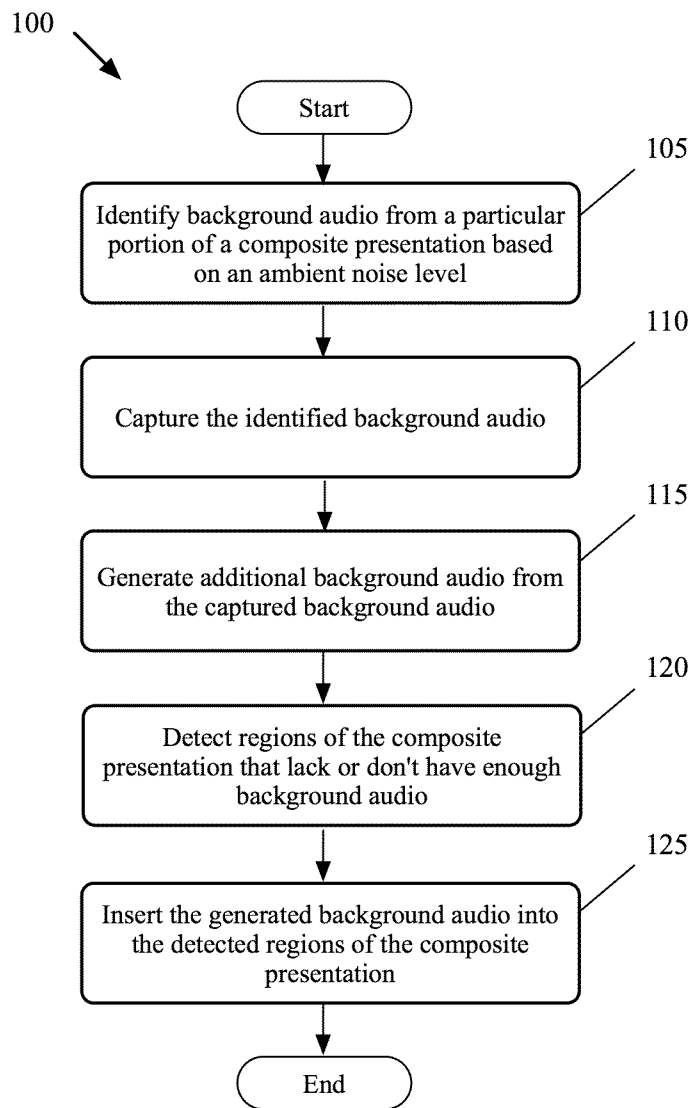 100
Start
105
Identify background audio from a particular
portion of a composite presentation based
on an ambient noise level
110
Capture the identified background audio
115
Generate additional background audio from
the captured background audio
120
Detect regions of the composite
presentation that lack or don't have enough
background audio
125
Insert the generated background audio into
the detected regions of the composite
presentation
End